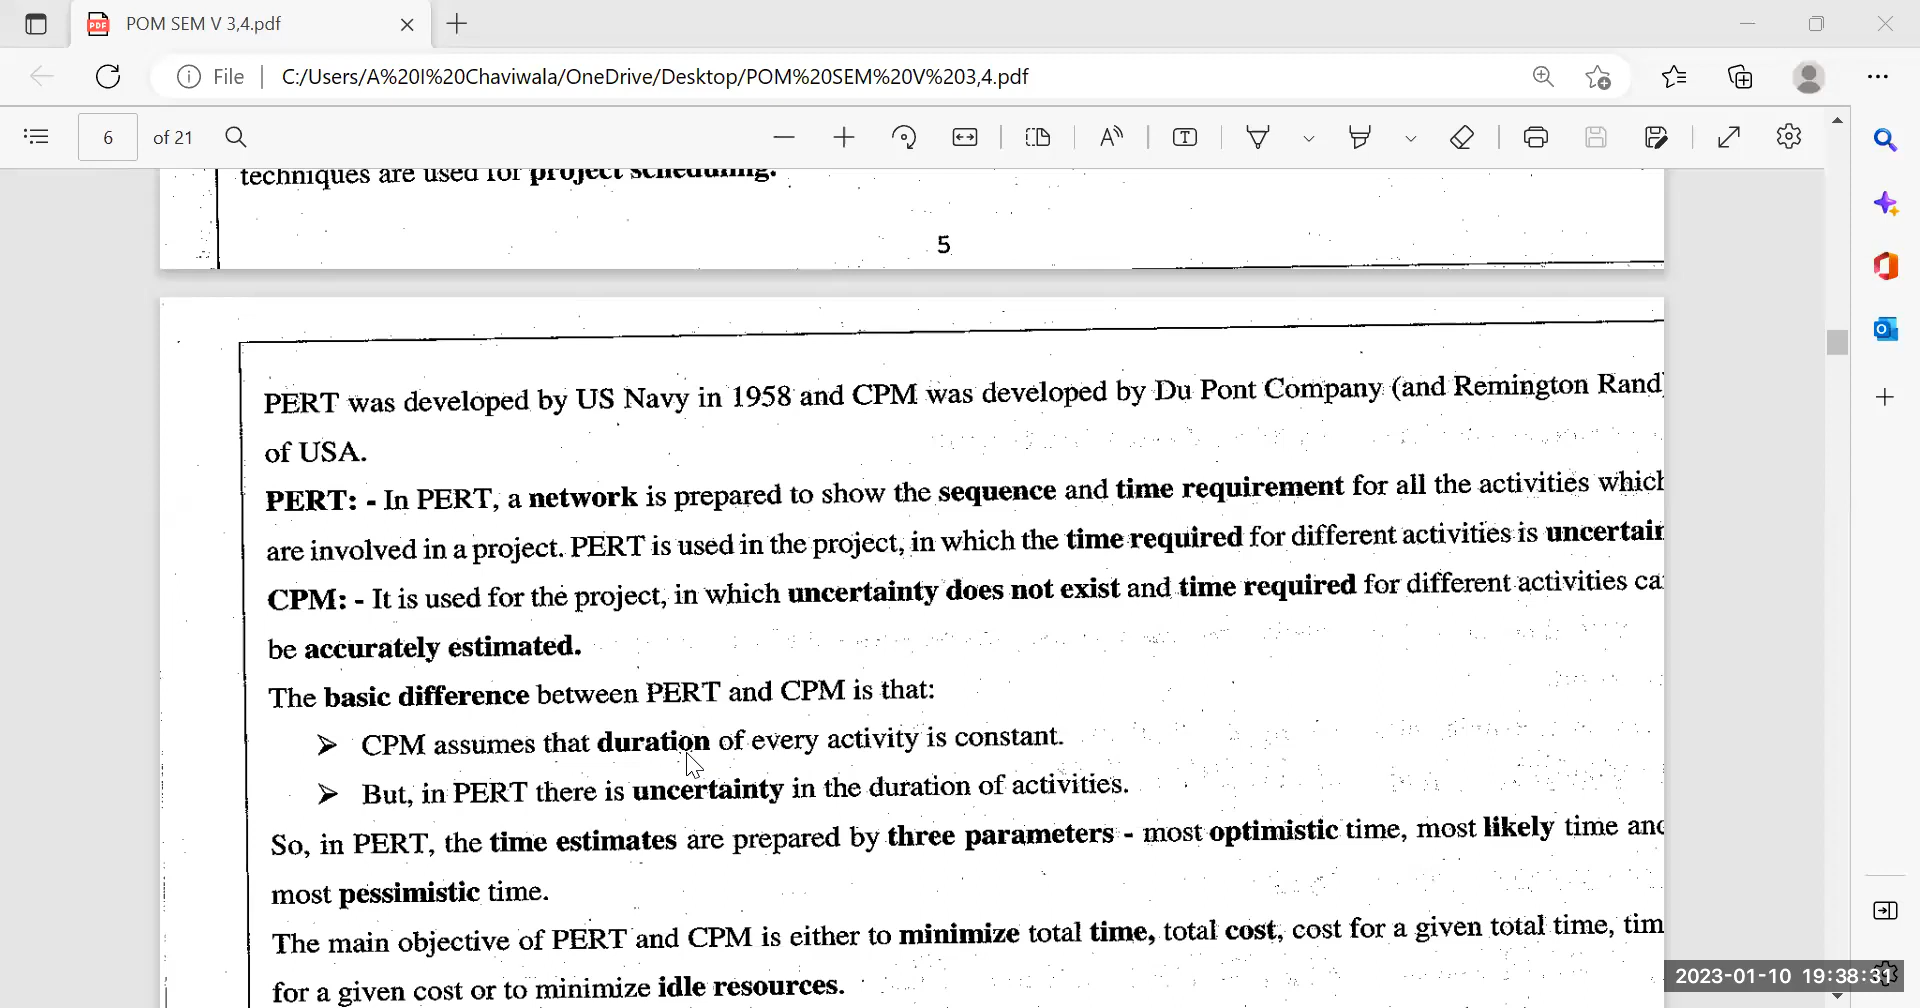 POM SEM V 3,4.pdf
File
C:/Users/A%20I%20Chaviwala/OneDrive/Desktop/POM%20SEM%20V%203,4.pdf
6 of 21
techniques are used for project scheduling.
5
PERT was developed by US Navy in 1958 and CPM was developed by Du Pont Company (and Remington Rand
of USA.
PERT: - In PERT, a network is prepared to show the sequence and time requirement for all the activities which
are involved in a project. PERT is used in the project, in which the time required for different activities is uncertain
CPM: - It is used for the project, in which uncertainty does not exist and time required for different activities ca
be accurately estimated.
The basic difference between PERT and CPM is that:
➢ CPM assumes that duration of every activity is constant.
➢ But, in PERT there is uncertainty in the duration of activities.
So, in PERT, the time estimates are prepared by three parameters - most optimistic time, most likely time and
most pessimistic time.
The main objective of PERT and CPM is either to minimize total time, total cost, cost for a given total time, tim
for a given cost or to minimize idle resources.
2023-01-10 19:38:31